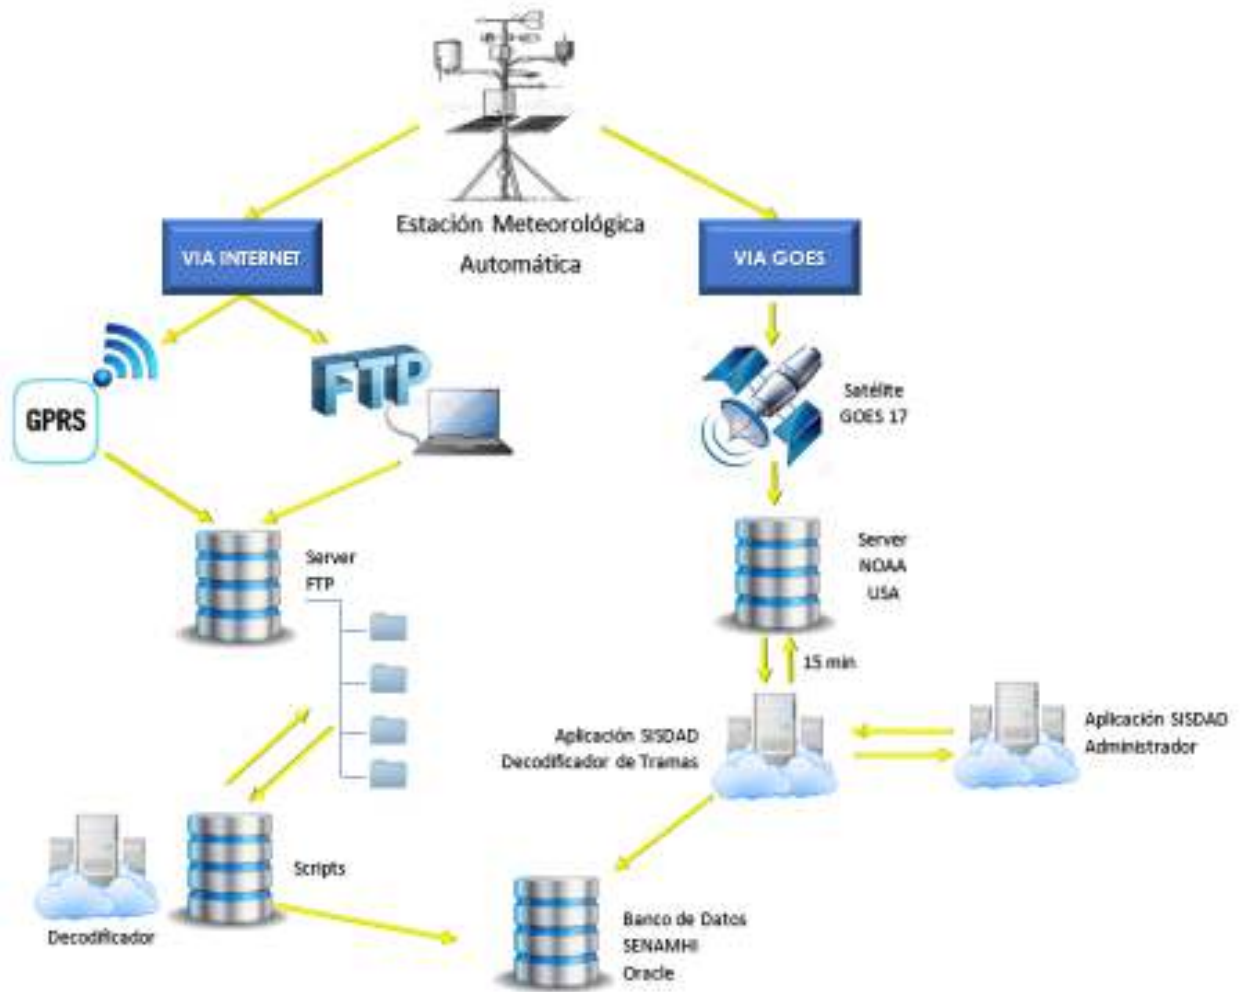 Estación Meteorológica
Automática
VIA INTERNET
VIA GOES
GPRS
FTP
Satélite
GOES 17
Server
FTP
Server
NOAA
USA
15 min
Aplicación SISDAD
Decodificador de Tramas
Aplicación SISDAD
Administrador
Scripts
Decodificador
Banco de Datos
SENAMHI
Oracle